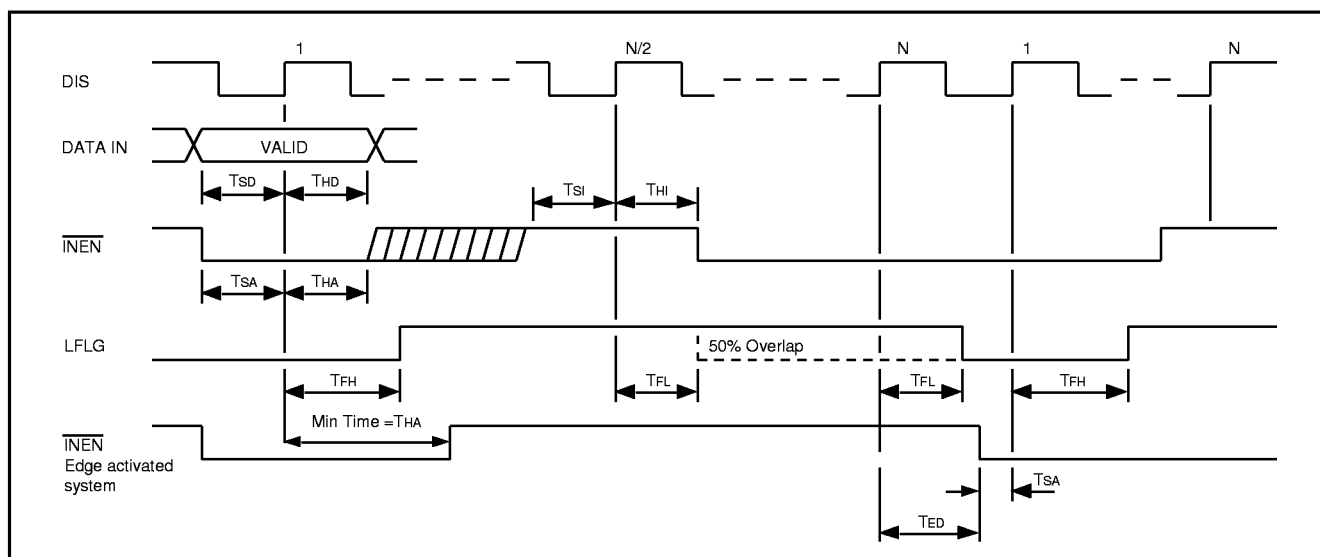 1 N/2 N 1 N
DIS
DATA IN VALID
TSD THD TSI THI
INEN
TSA THA
LFLG 50% Overlap
TFH TFL TFL TFH
Min Time =THA
INEN
Edge activated
system
TSA
TED